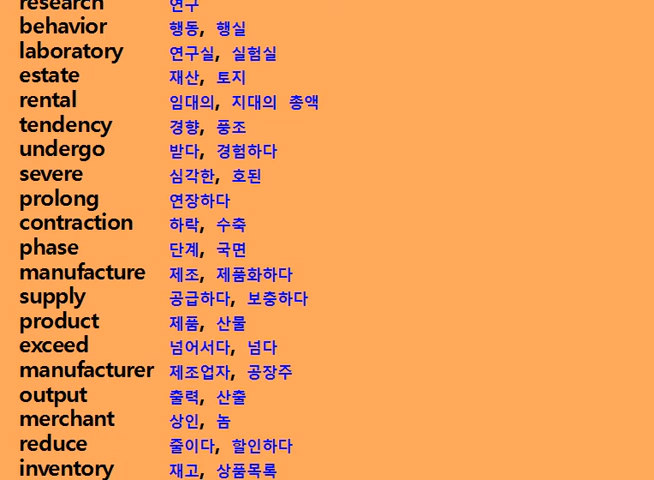 research 연구
behavior 행동, 행실
laboratory 연구실, 실험실
estate 재산, 토지
rental 임대의, 지대의 총액
tendency 경향, 풍조
undergo 받다, 경험하다
severe 심각한, 호된
prolong 연장하다
contraction 하락, 수축
phase 단계, 국면
manufacture 제조, 제품화하다
supply 공급하다, 보충하다
product 제품, 산물
exceed 넘어서다, 넘다
manufacturer 제조업자, 공장주
output 출력, 산출
merchant 상인, 놈
reduce 줄이다, 할인하다
inventory 재고, 상품목록